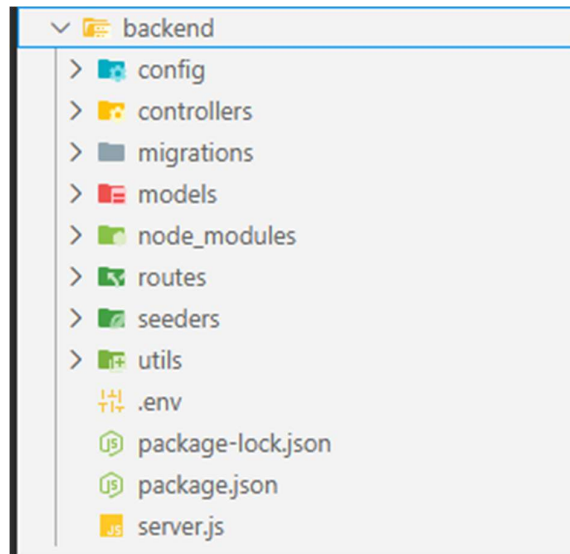 backend
config
controllers
migrations
models
node_modules
routes
seeders
utils
.env
package-lock.json
package.json
server.js